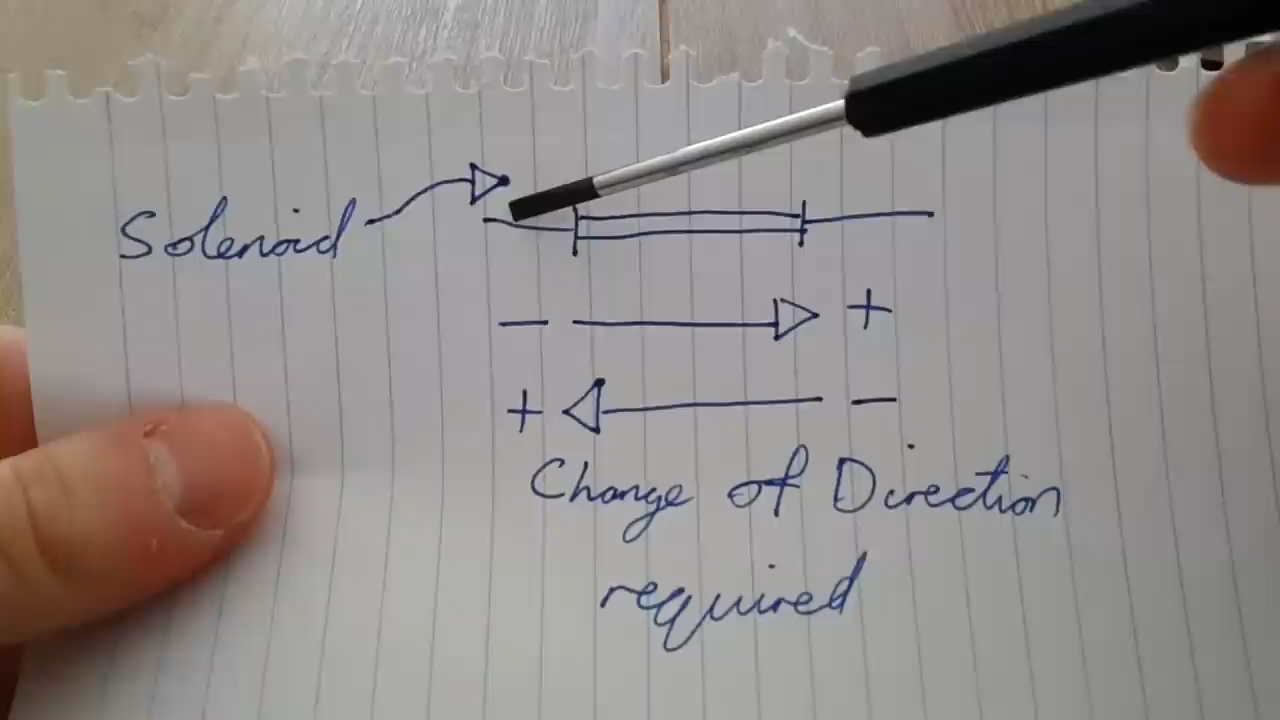 Solenoid
- +
+ -
Change of Direction
required